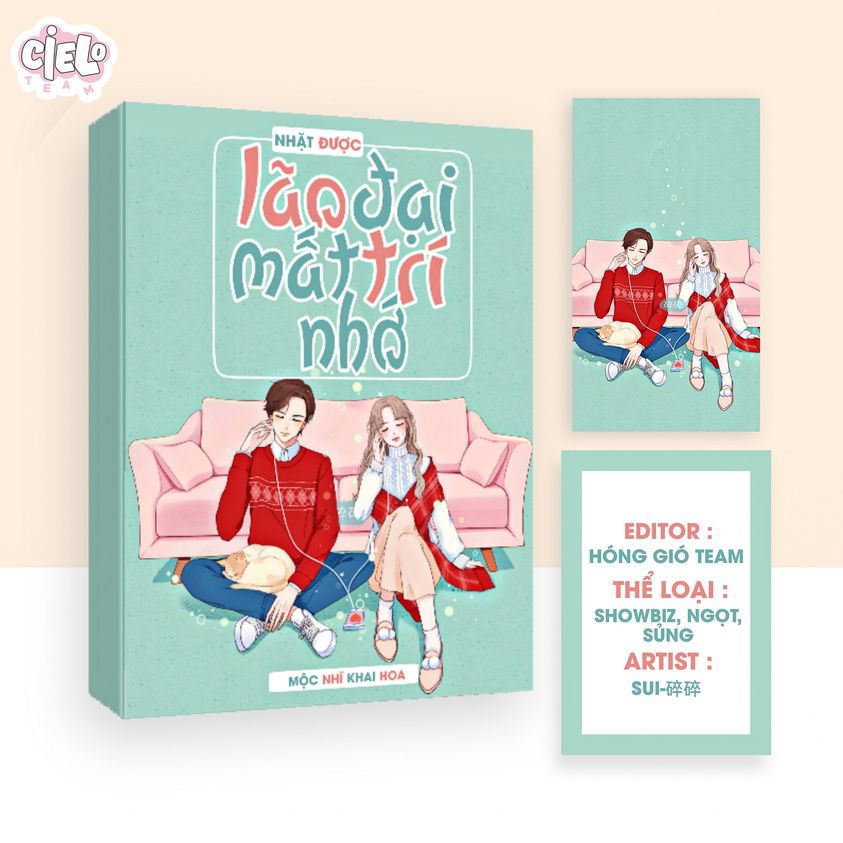 CIELO
TEAM
NHẶT ĐƯỢC
lão đại
mất trí
nhớ
MỘC NHĨ KHAI HOA
EDITOR :
HÓNG GIÓ TEAM
THỂ LOẠI :
SHOWBIZ, NGỌT,
SỦNG
ARTIST :
SUI-碎碎